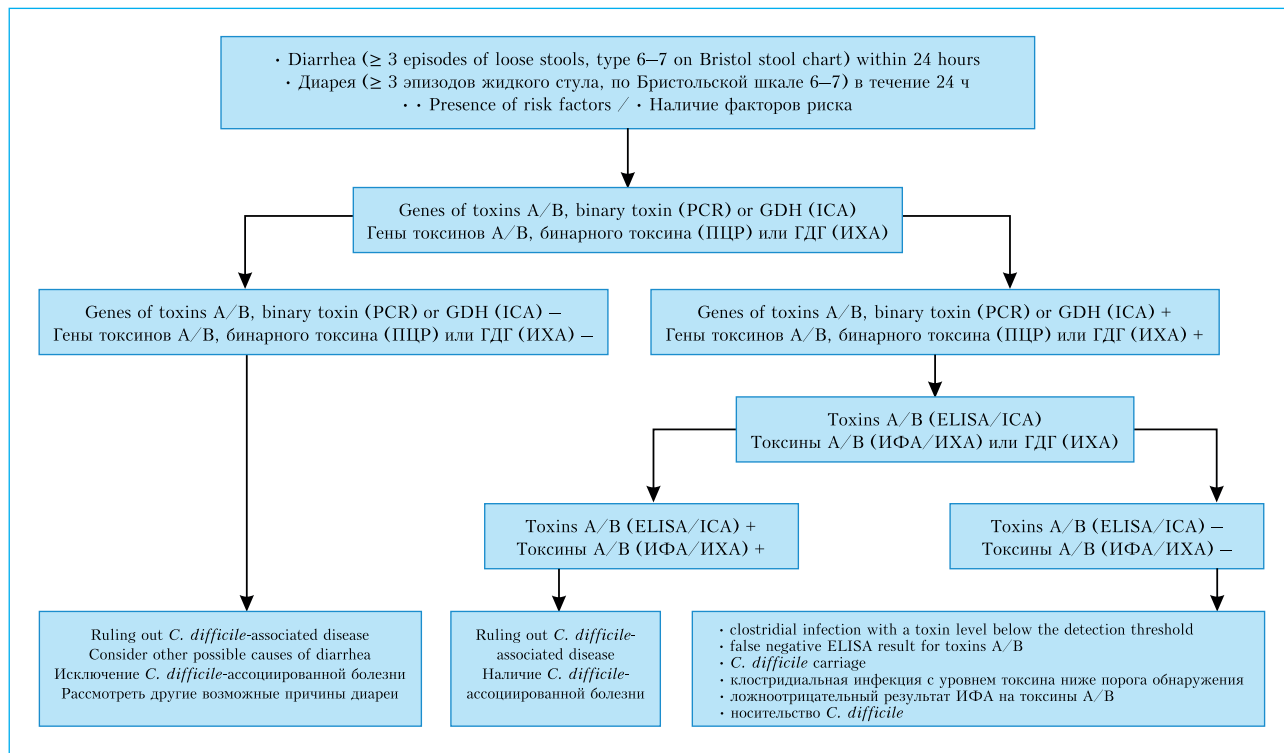 · Diarrhea (≥ 3 episodes of loose stools, type 6–7 on Bristol stool chart) within 24 hours
· Диарея (≥ 3 эпизодов жидкого стула, по Бристольской шкале 6–7) в течение 24 ч
· · Presence of risk factors / · Наличие факторов риска
Genes of toxins A/B, binary toxin (PCR) or GDH (ICA)
Гены токсинов А/В, бинарного токсина (ПЦР) или ГДГ (ИХА)
Genes of toxins A/B, binary toxin (PCR) or GDH (ICA) –
Гены токсинов А/В, бинарного токсина (ПЦР) или ГДГ (ИХА) –
Genes of toxins A/B, binary toxin (PCR) or GDH (ICA) +
Гены токсинов А/В, бинарного токсина (ПЦР) или ГДГ (ИХА) +
Toxins A/B (ELISA/ICA)
Токсины А/В (ИФА/ИХА) или ГДГ (ИХА)
Toxins A/B (ELISA/ICA) +
Токсины А/В (ИФА/ИХА) +
Toxins A/B (ELISA/ICA) –
Токсины А/В (ИФА/ИХА) –
Ruling out C. difficile-associated disease
Consider other possible causes of diarrhea
Исключение C. difficile-ассоциированной болезни
Рассмотреть другие возможные причины диареи
Ruling out C. difficile-
associated disease
Наличие C. difficile-
ассоциированной болезни
· clostridial infection with a toxin level below the detection threshold
· false negative ELISA result for toxins A/B
· C. difficile carriage
· клостридиальная инфекция с уровнем токсина ниже порога обнаружения
· ложноотрицательный результат ИФА на токсины А/В
· носительство C. difficile